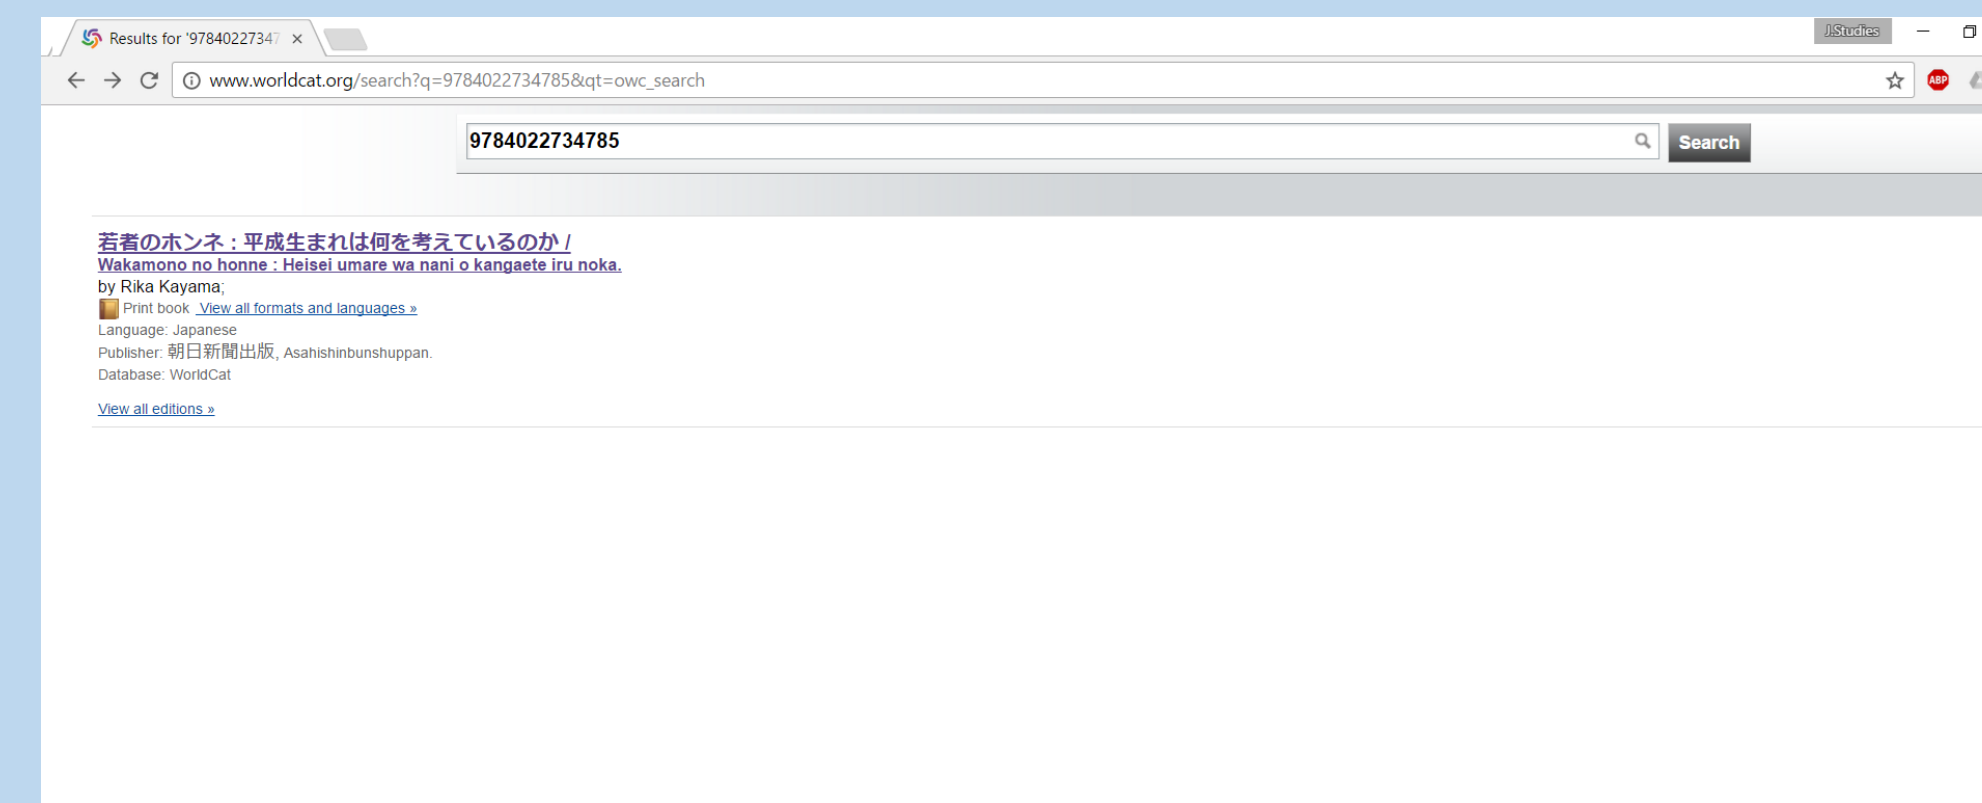 Results for '97840227347
J.Studies
www.worldcat.org/search?q=9784022734785&qt=owc_search
ABP
9784022734785
Search
若者のホンネ : 平成生まれは何を考えているのか /
Wakamono no honne : Heisei umare wa nani o kangaete iru noka.
by Rika Kayama;
Print book View all formats and languages »
Language: Japanese
Publisher: 朝日新聞出版, Asahishinbunshuppan.
Database: WorldCat
View all editions »